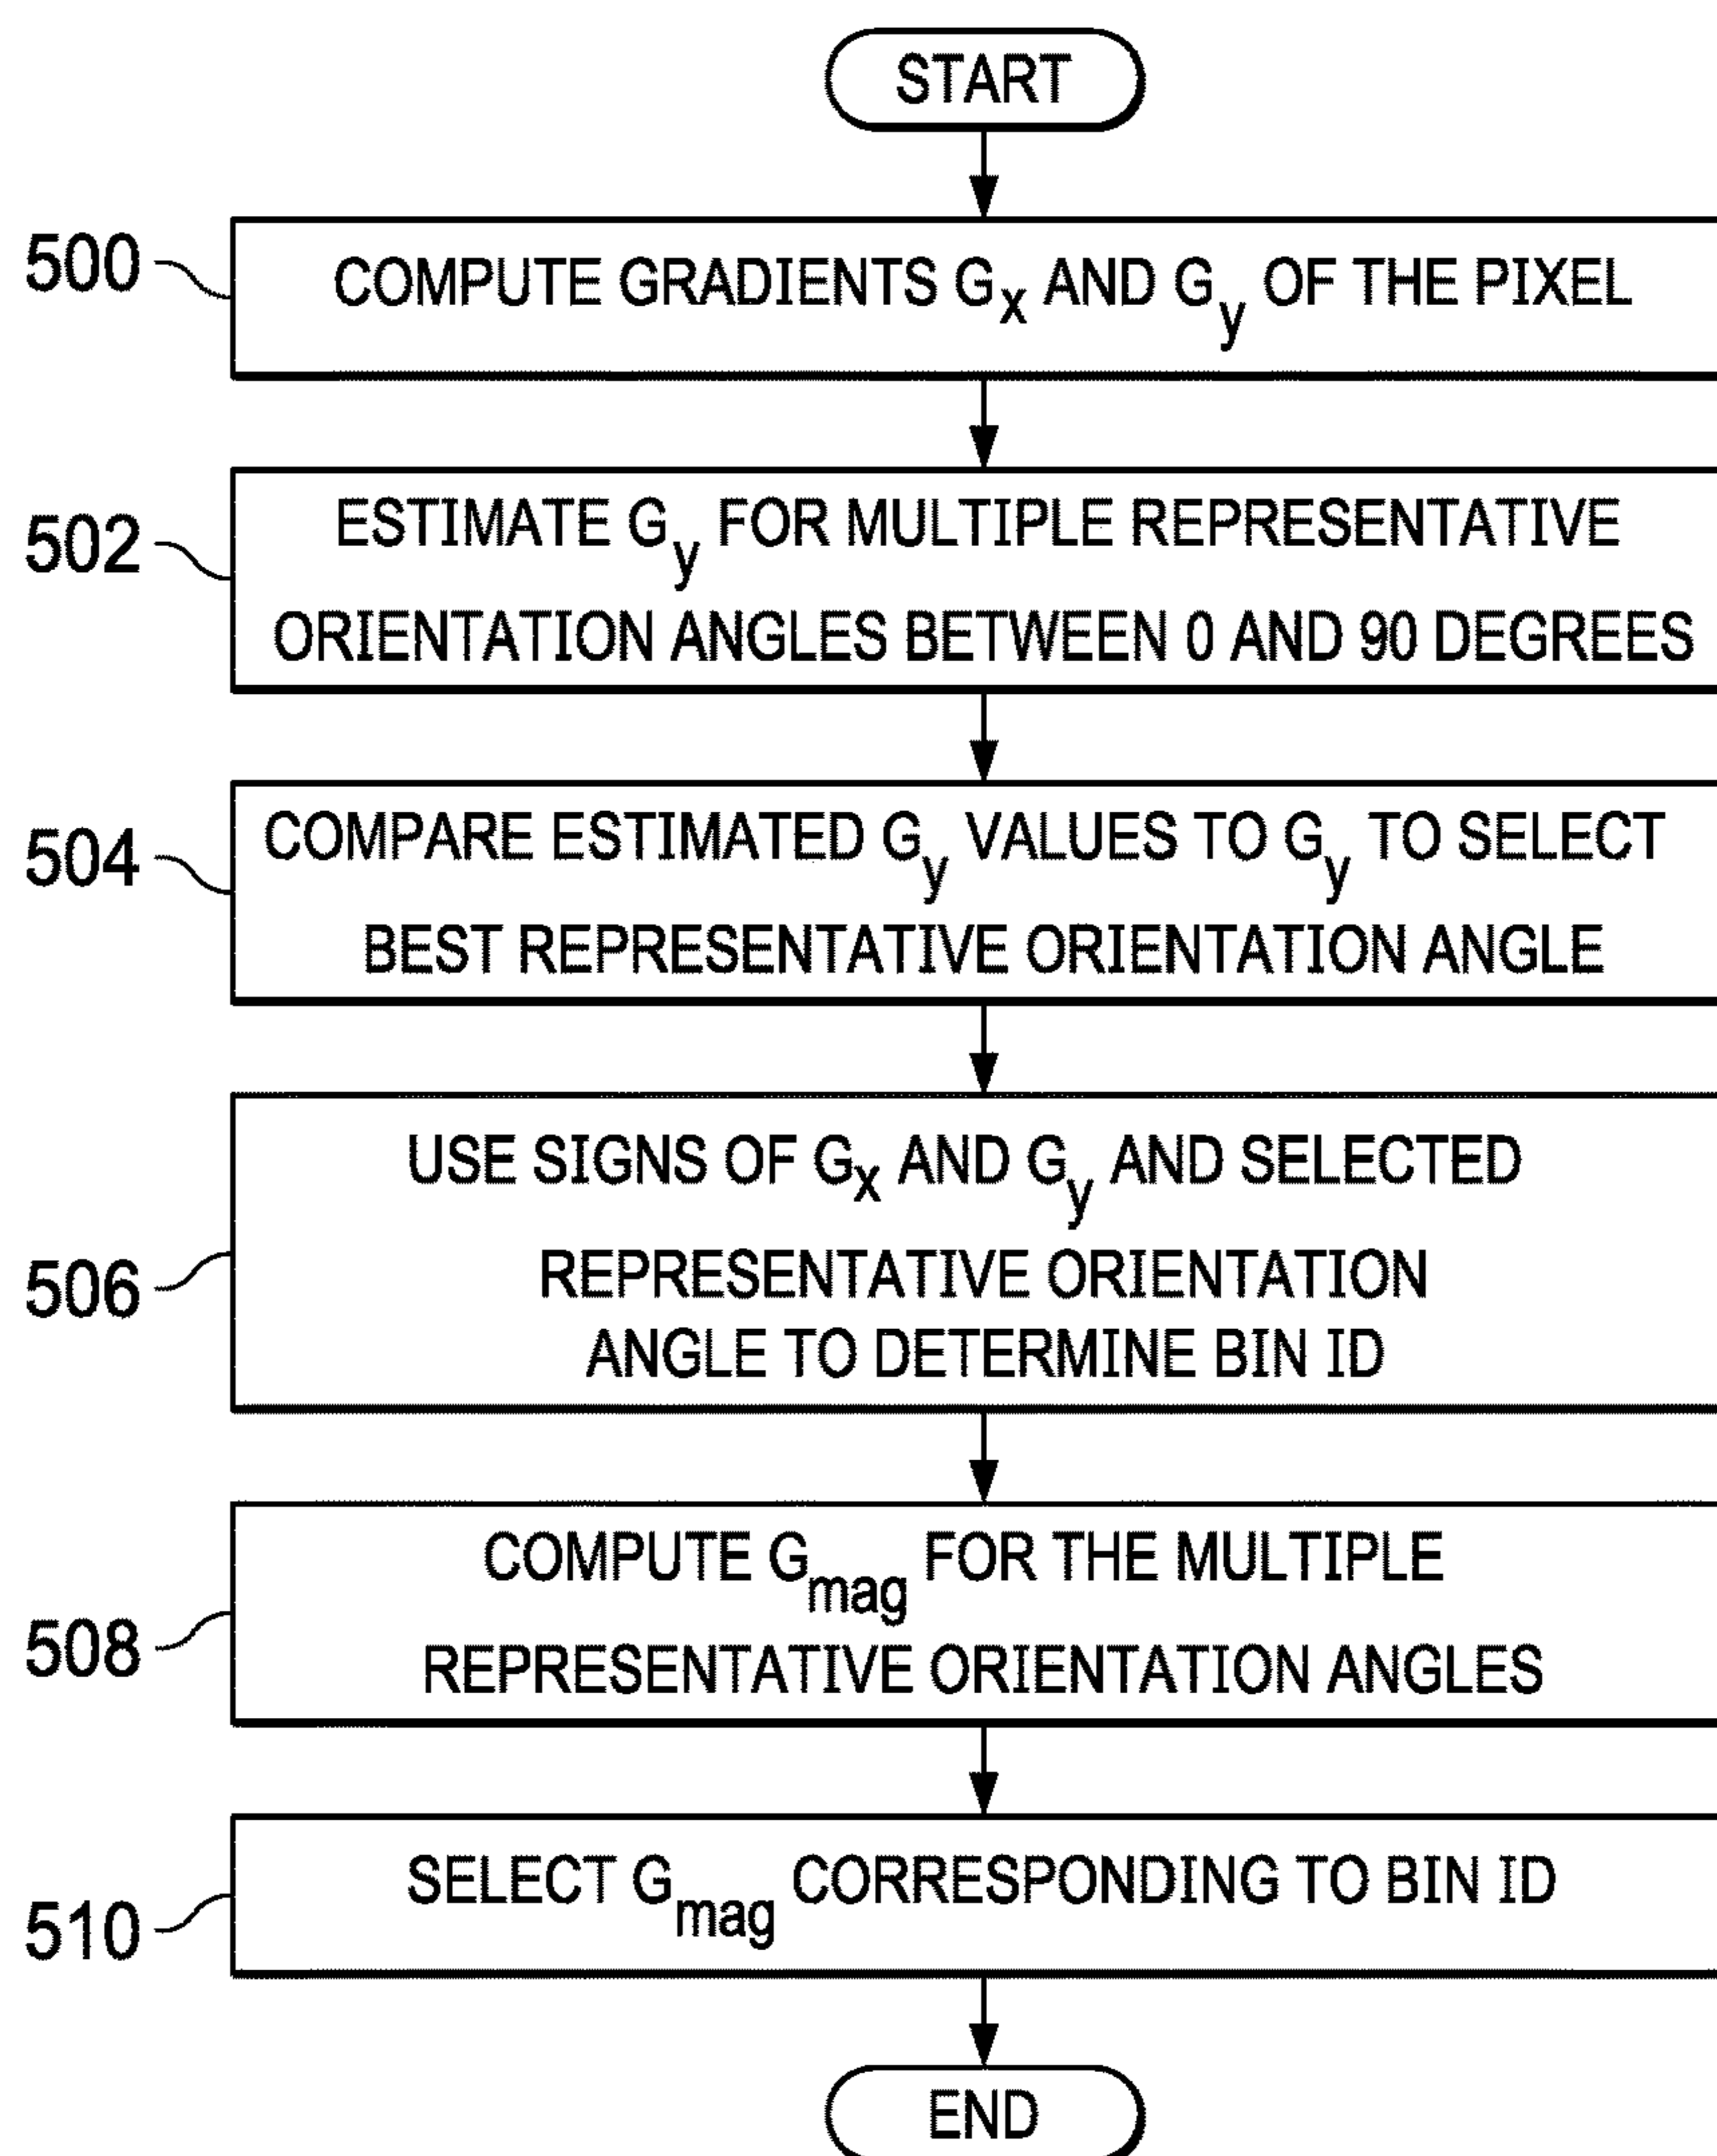 START
500
COMPUTE GRADIENTS Gx AND Gy OF THE PIXEL
502
ESTIMATE Gy FOR MULTIPLE REPRESENTATIVE
ORIENTATION ANGLES BETWEEN 0 AND 90 DEGREES
504
COMPARE ESTIMATED Gy VALUES TO Gy TO SELECT
BEST REPRESENTATIVE ORIENTATION ANGLE
506
USE SIGNS OF Gx AND Gy AND SELECTED
REPRESENTATIVE ORIENTATION
ANGLE TO DETERMINE BIN ID
508
COMPUTE Gmag FOR THE MULTIPLE
REPRESENTATIVE ORIENTATION ANGLES
510
SELECT Gmag CORRESPONDING TO BIN ID
END